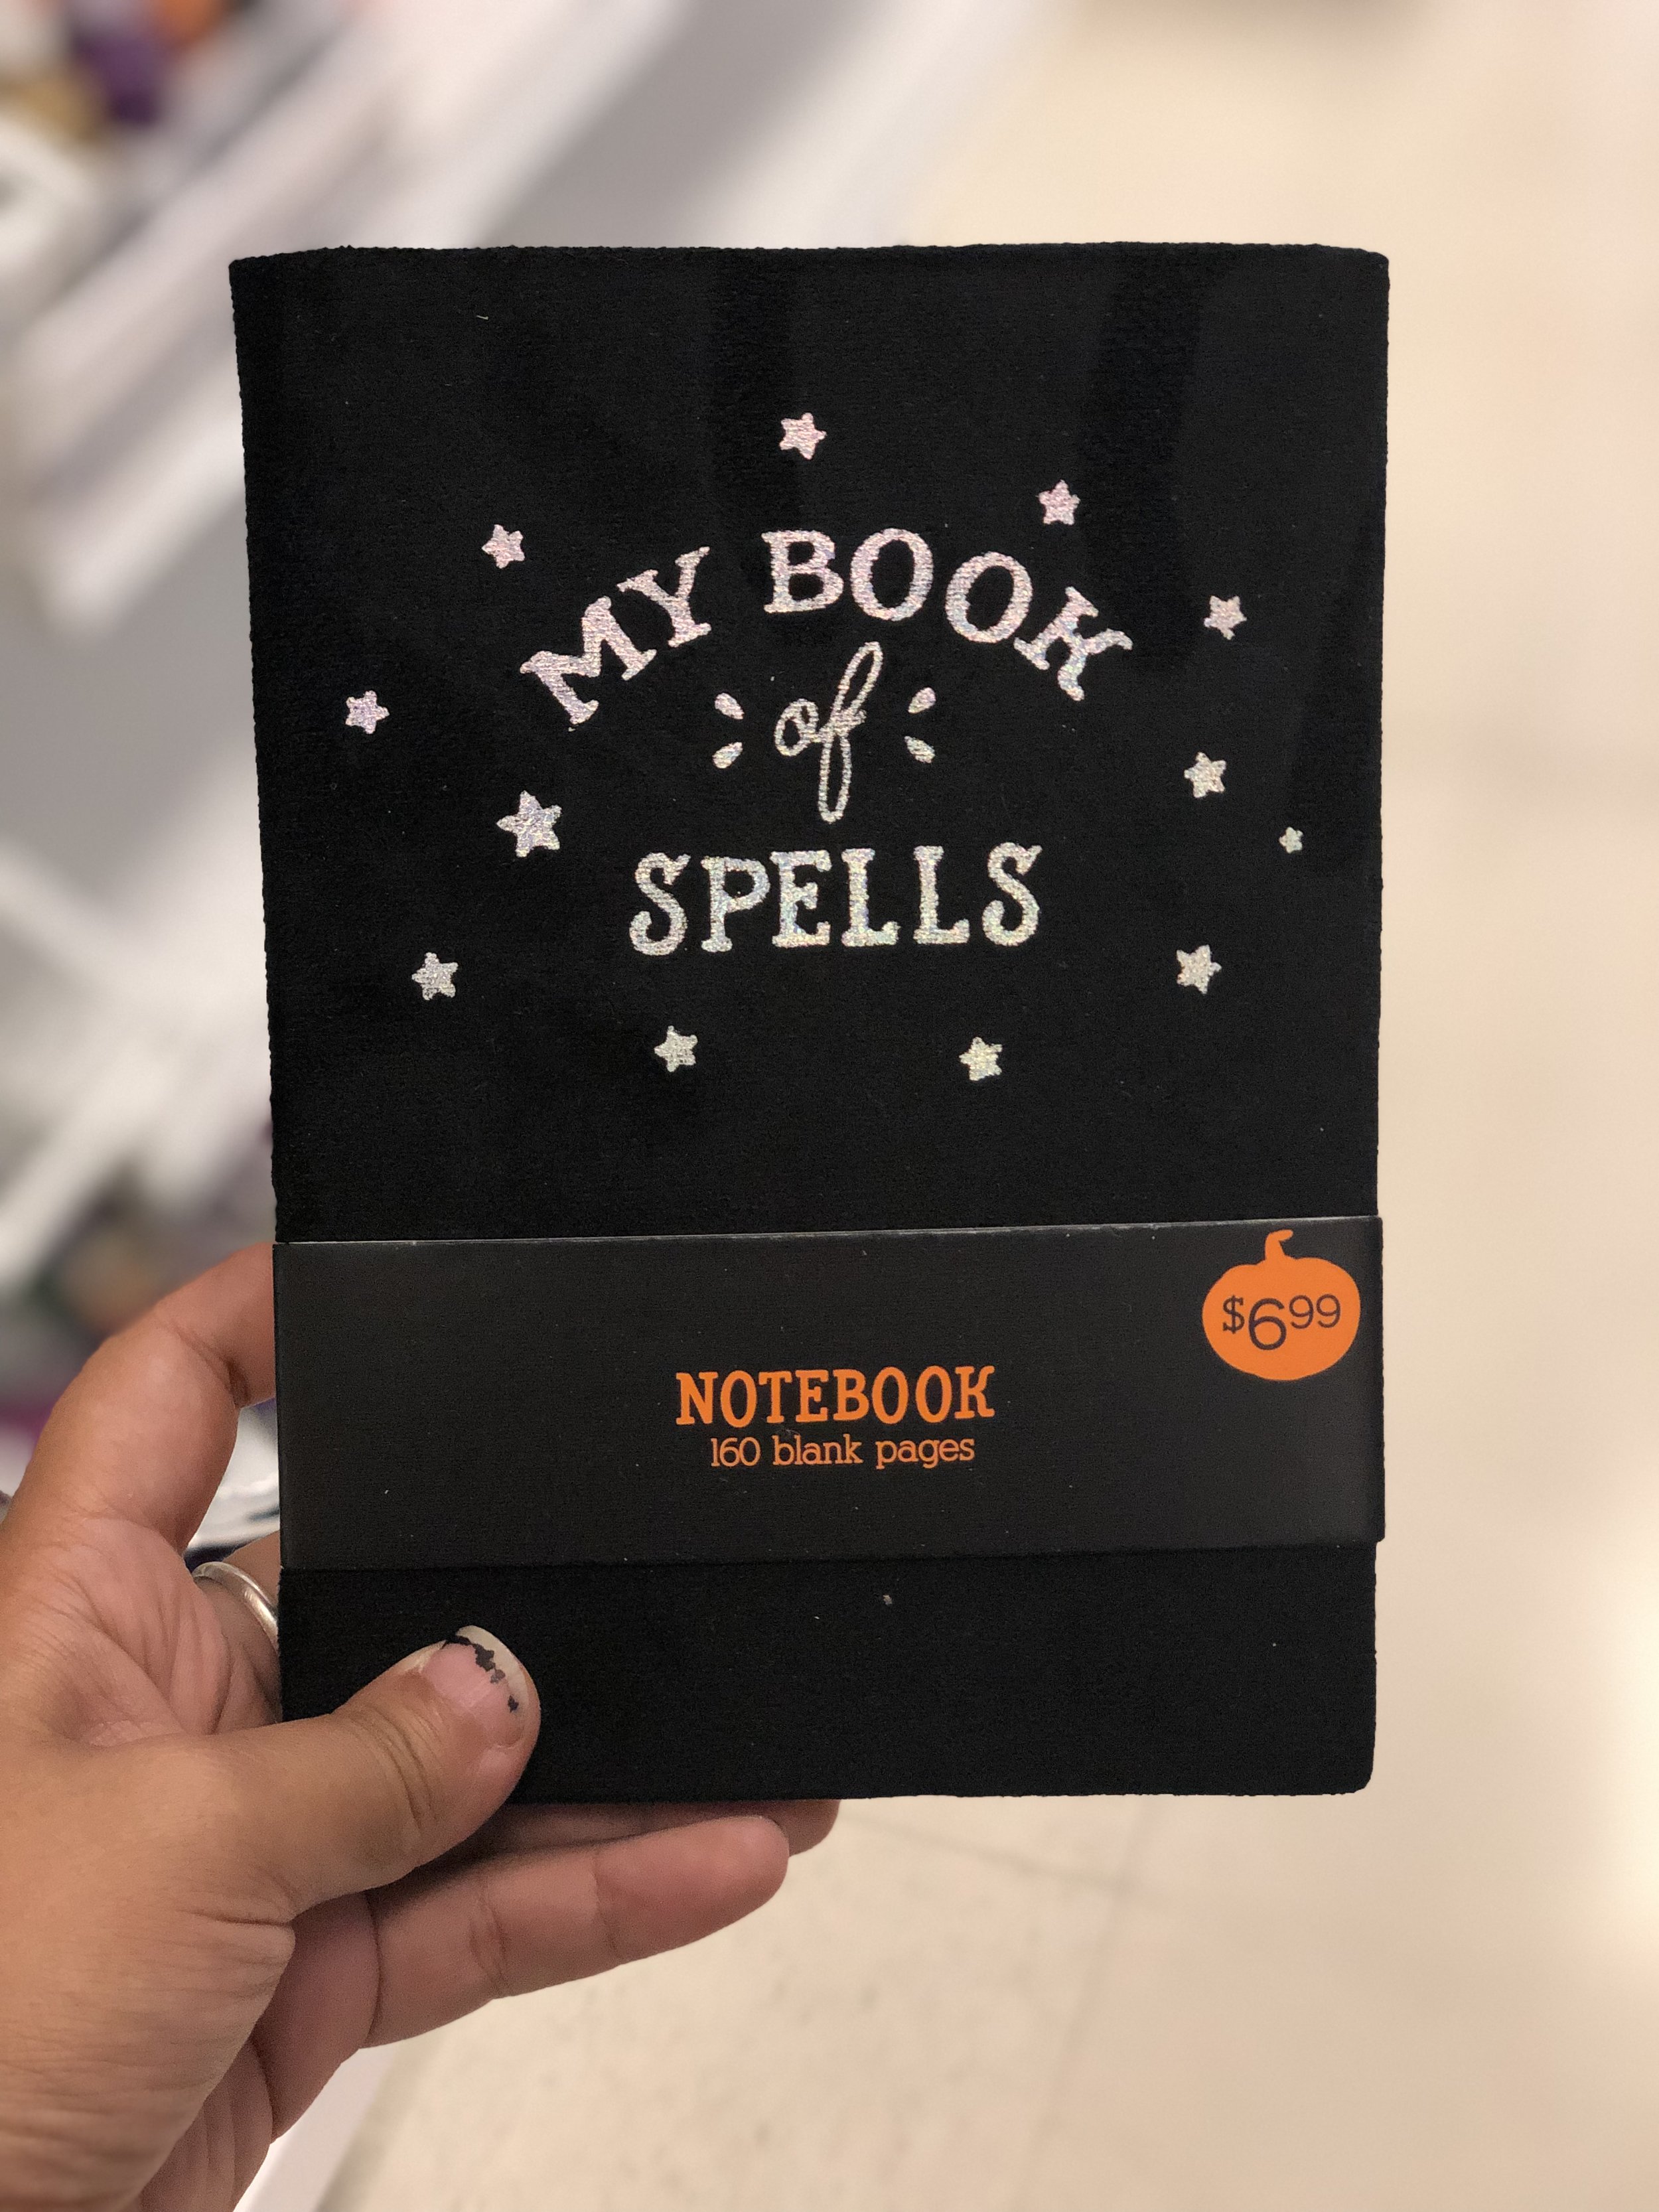 MY BOOK
of
SPELLS
$6.99
NOTEBOOK
160 blank pages